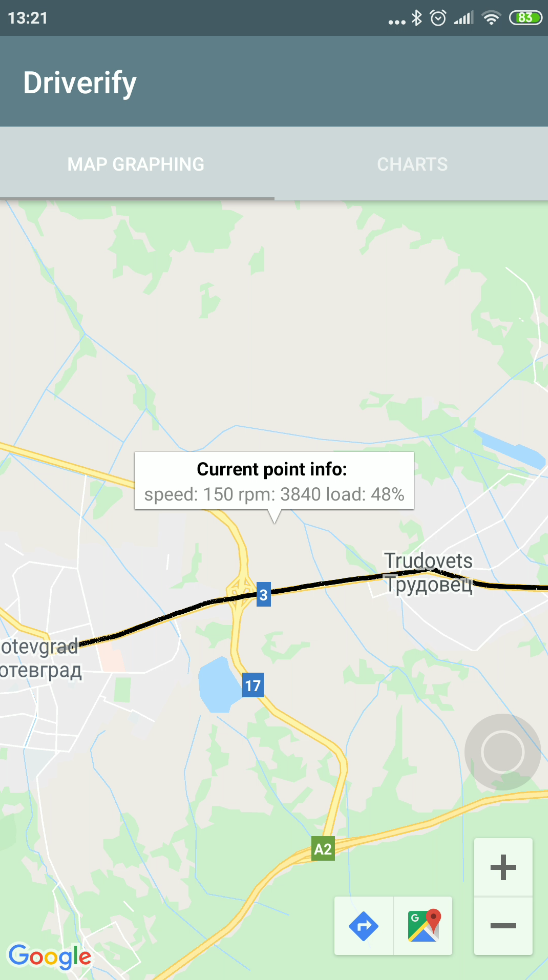 13:21
83
Driverify
MAP GRAPHING
CHARTS
Current point info:
speed: 150 rpm: 3840 load: 48%
Trudovets
Трудовец
3
otevgrad
отевград
17
A2
G
Google